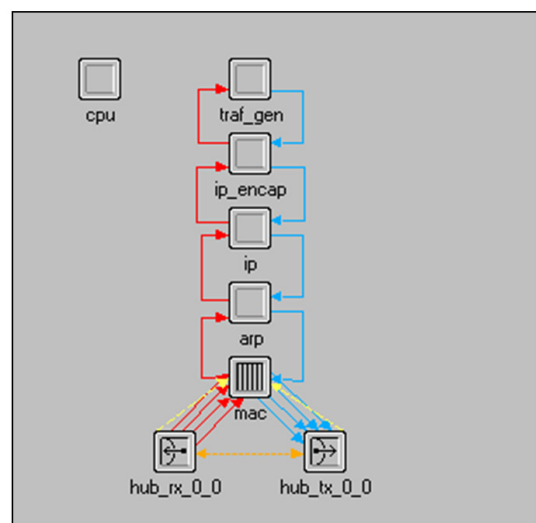 cpu
traf_gen
ip_encap
ip
arp
mac
hub_rx_0_0
hub_tx_0_0